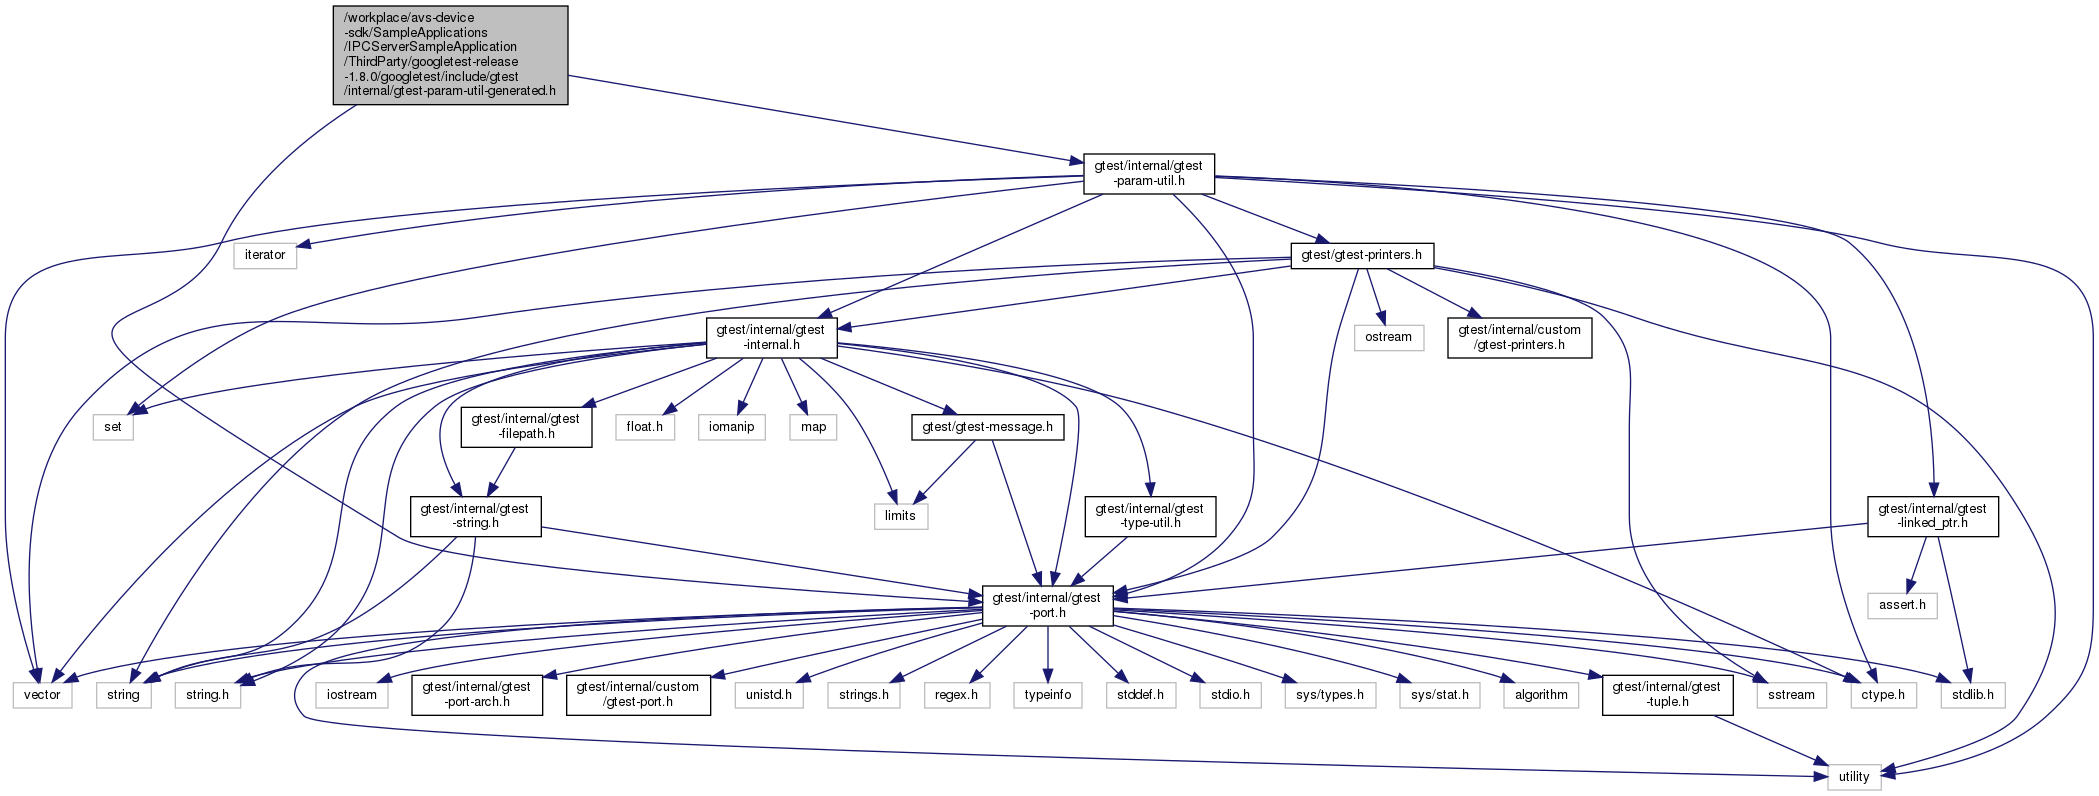 /workplace/avs-device
-sdk/SampleApplications
/IPCServerSampleApplication
/ThirdParty/googletest-release
-1.8.0/googletest/include/gtest
/internal/gtest-param-util-generated.h
gtest/internal/gtest
-param-util.h
iterator
gtest/gtest-printers.h
gtest/internal/gtest
-internal.h
ostream
gtest/internal/custom
/gtest-printers.h
set
gtest/internal/gtest
-filepath.h
float.h
iomanip
map
gtest/gtest-message.h
gtest/internal/gtest
-string.h
limits
gtest/internal/gtest
-type-util.h
gtest/internal/gtest
-linked_ptr.h
gtest/internal/gtest
-port.h
assert.h
vector
string
string.h
iostream
gtest/internal/gtest
-port-arch.h
gtest/internal/custom
/gtest-port.h
unistd.h
strings.h
regex.h
typeinfo
stddef.h
stdio.h
sys/types.h
sys/stat.h
algorithm
gtest/internal/gtest
-tuple.h
sstream
ctype.h
stdlib.h
utility